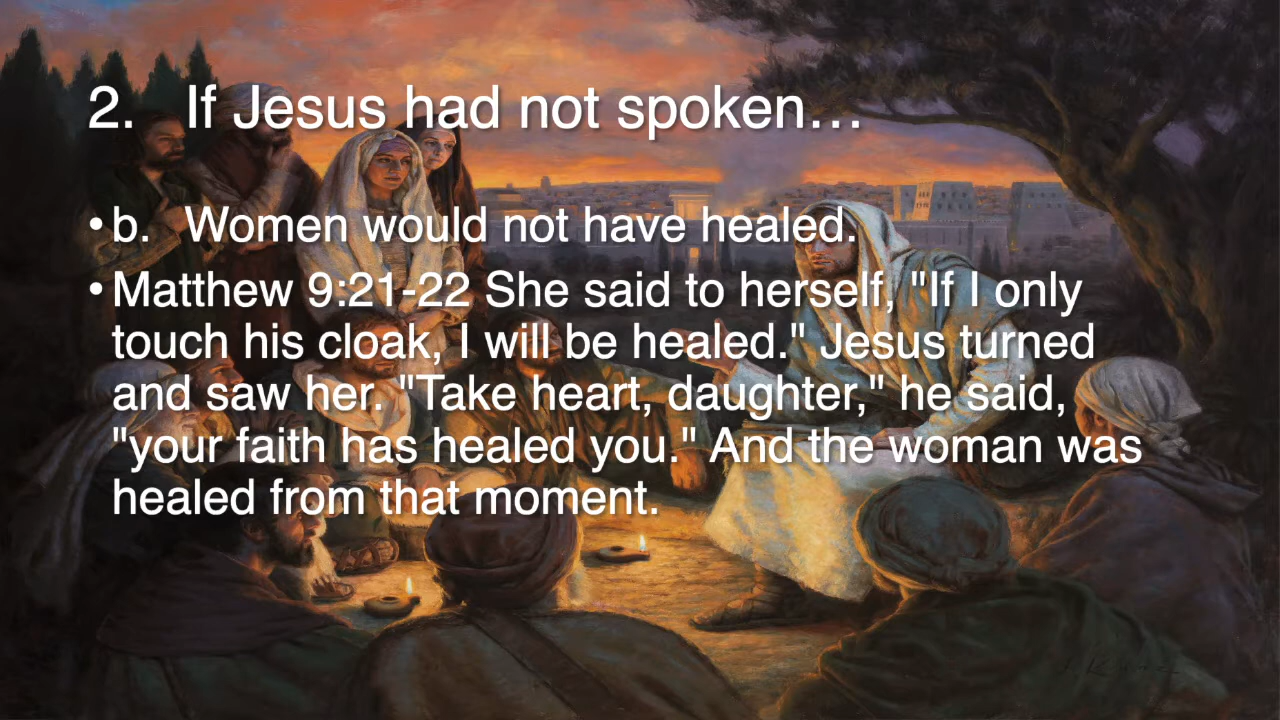 2. If Jesus had not spoken…
• b. Women would not have healed.
• Matthew 9:21-22 She said to herself, "If I only
touch his cloak, I will be healed." Jesus turned
and saw her. "Take heart, daughter," he said,
"your faith has healed you." And the woman was
healed from that moment.